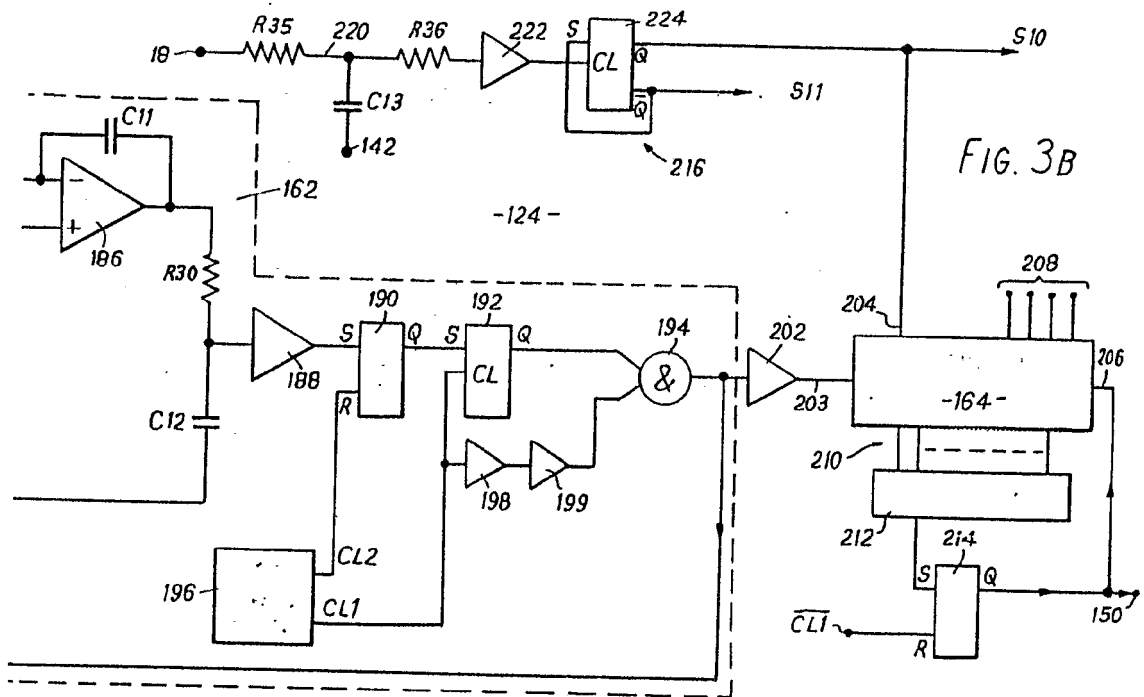 R35
220
R36
222
S
224
18
CL
Q
S10
C13
Q̅
S11
142
216
FIG. 3B
C11
162
-124-
−
+
186
R30
208
190
192
204
194
202
S
Q
S
Q
188
CL
&
203
-164-
206
R
C12
210
198
199
212
214
CL2
S
Q
196
CL1
C̅L̅1̅
R
150